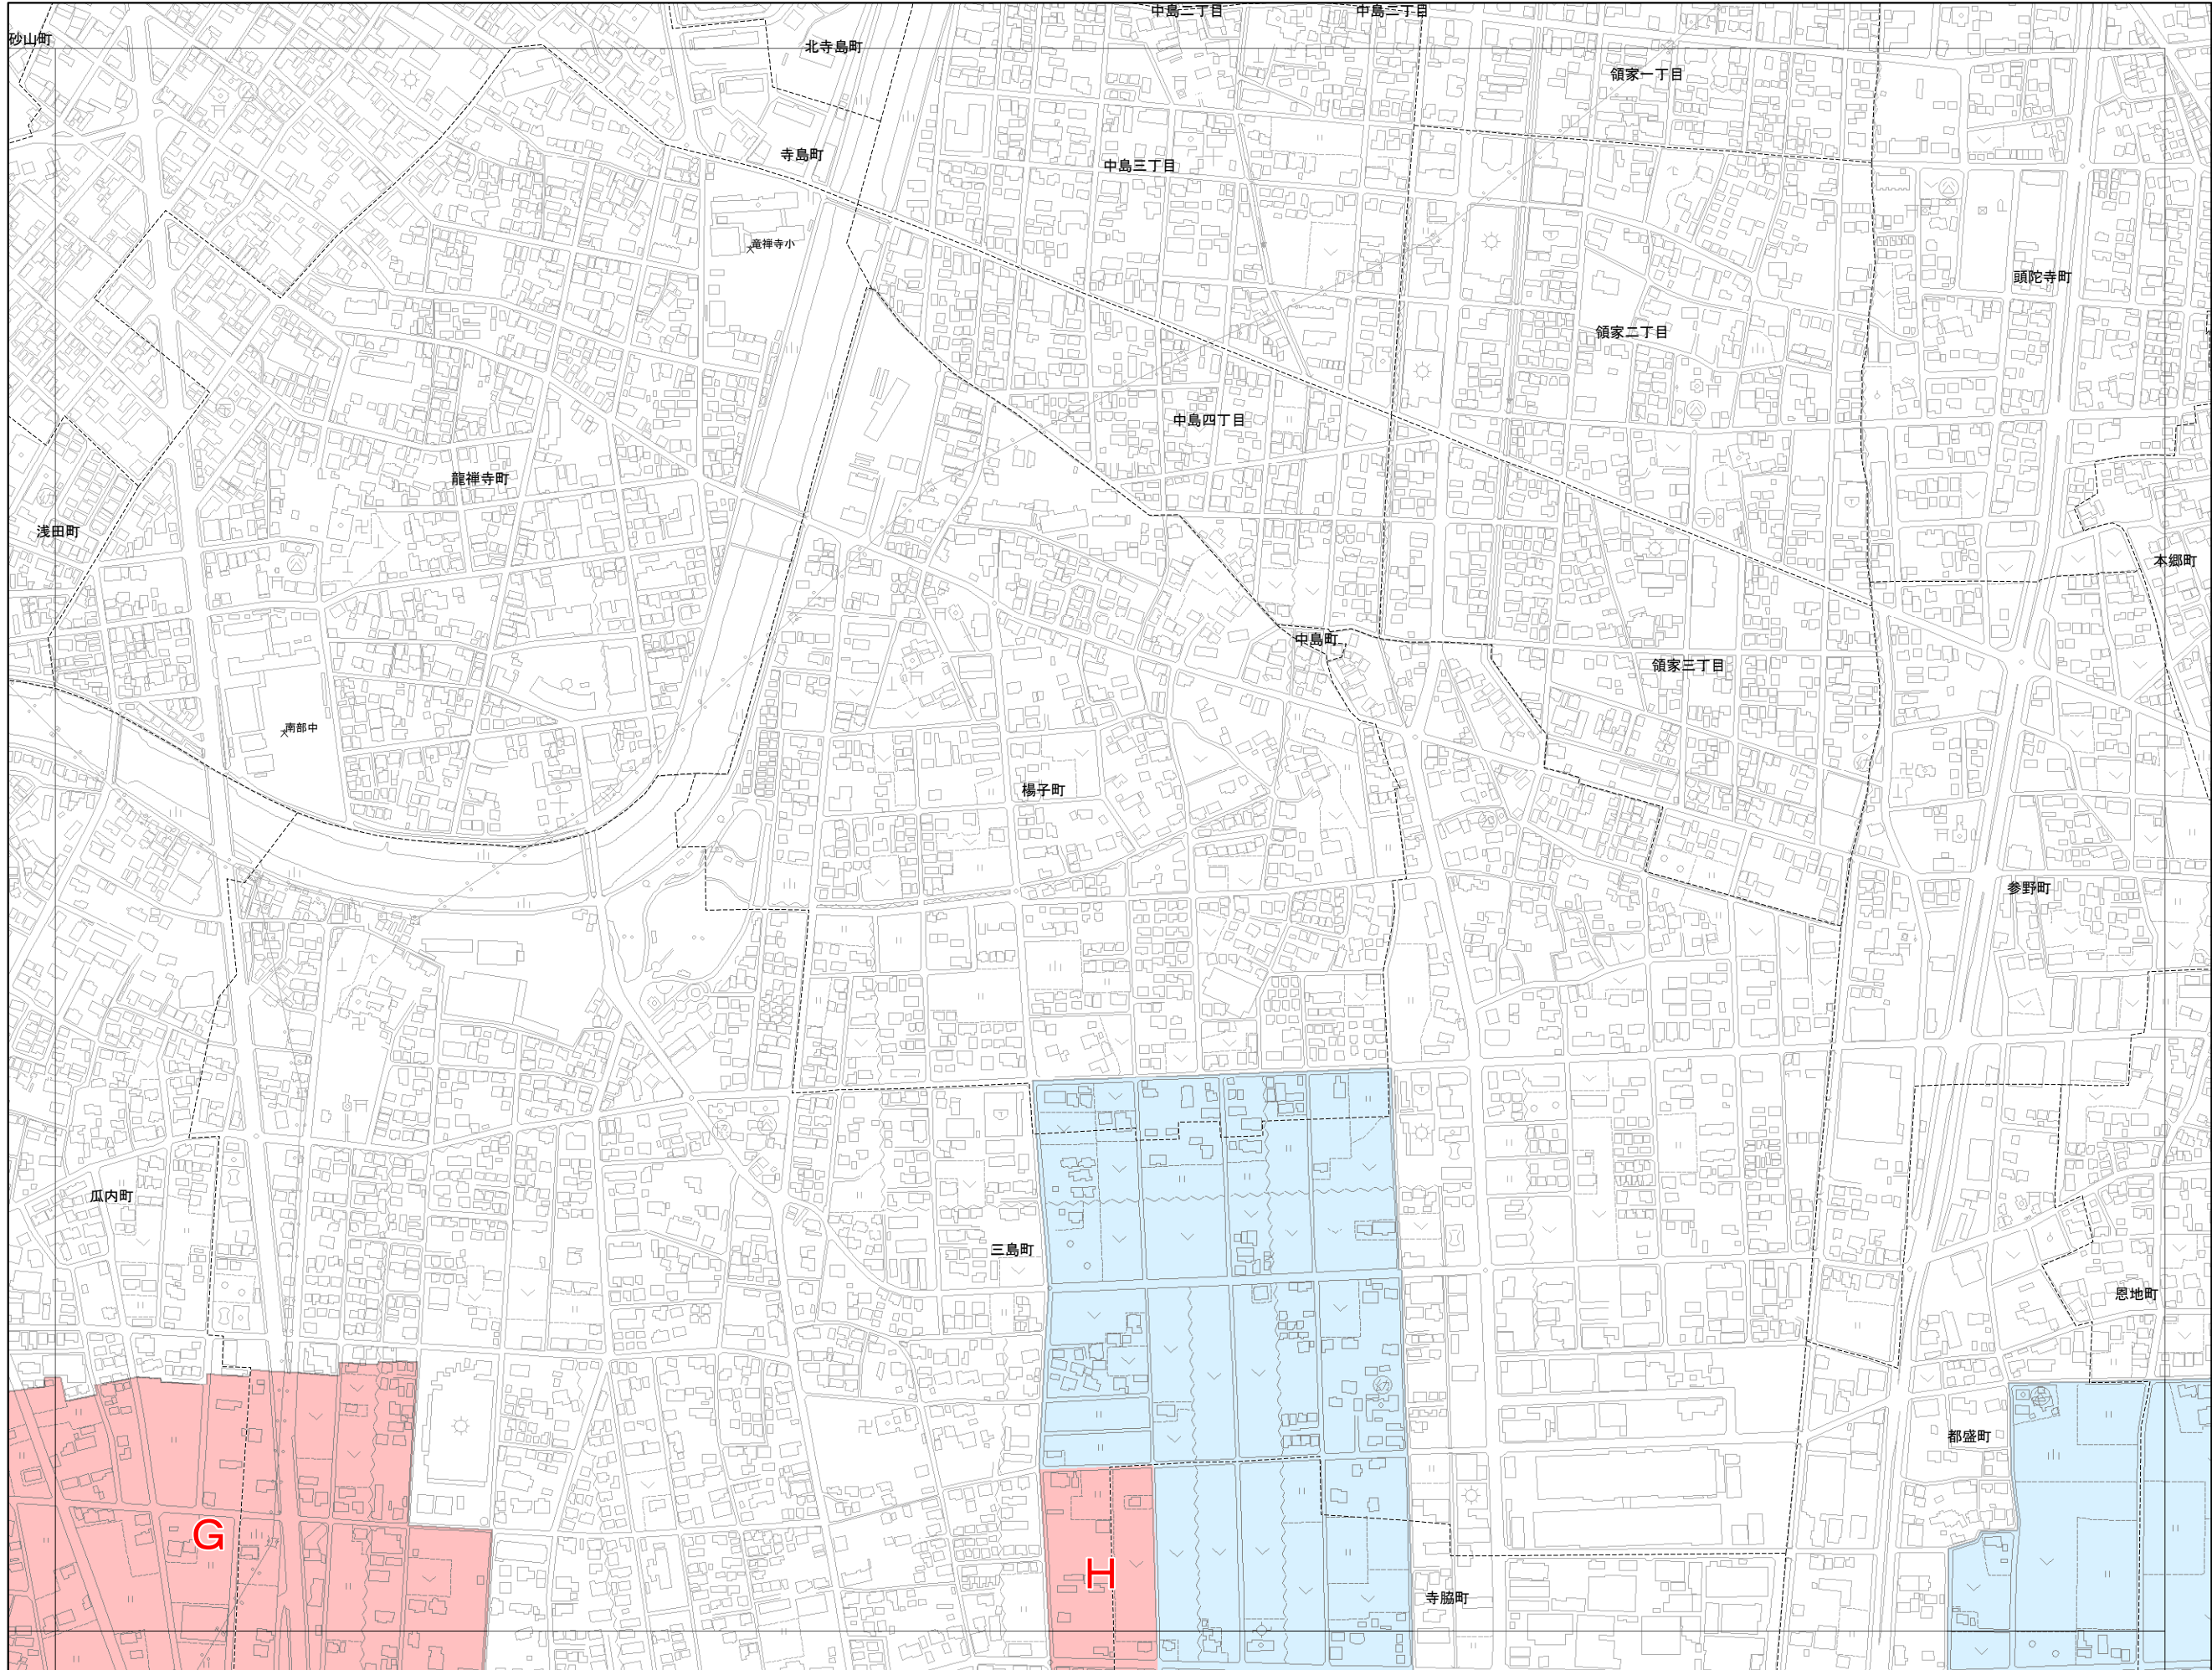 中島二丁目
中島二丁目
砂山町
北寺島町
領家一丁目
寺島町
中島三丁目
竜禅寺小
頭陀寺町
領家二丁目
中島四丁目
龍禅寺町
浅田町
本郷町
中島町
領家三丁目
南部中
楊子町
参野町
瓜内町
三島町
恩地町
都盛町
G
H
寺脇町